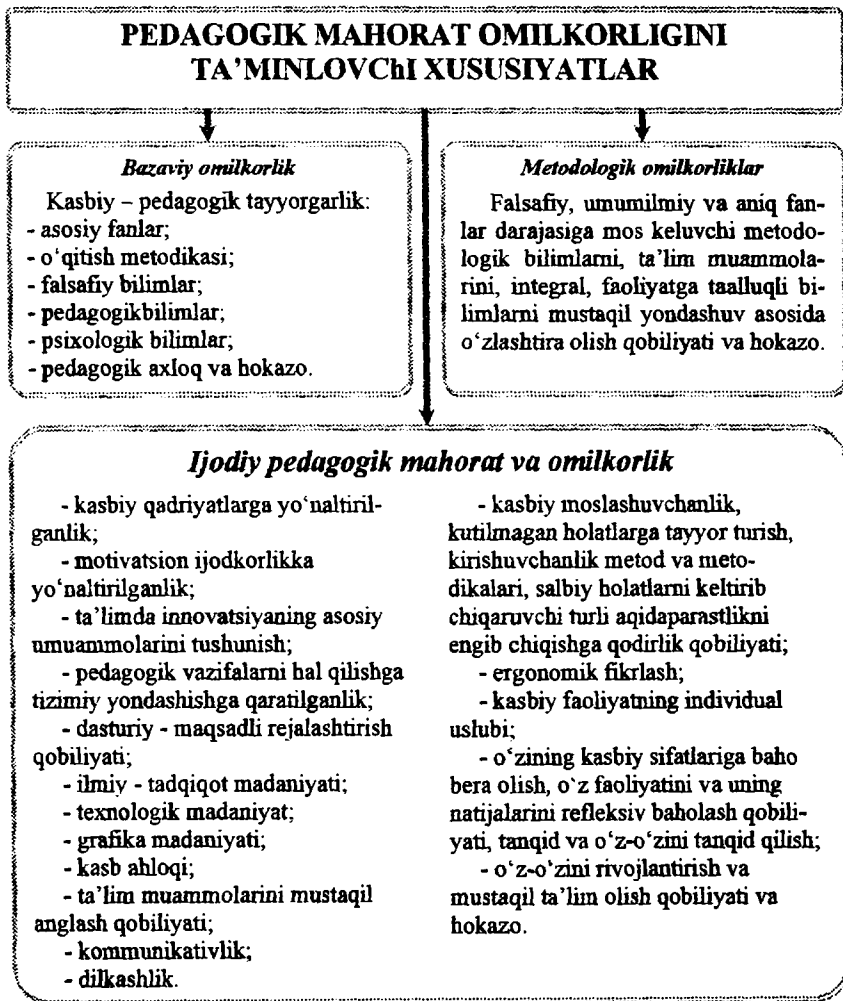 PEDAGOGIK MAHORAT OMILKORLIGINI
TA’MINLOVChI XUSUSIYATLAR
Bazaviy omilkorlik
Kasbiy – pedagogik tayyorgarlik:
- asosiy fanlar;
- o‘qitish metodikasi;
- falsafiy bilimlar;
- pedagogikbilimlar;
- psixologik bilimlar;
- pedagogik axloq va hokazo.
Metodologik omilkorliklar
Falsafiy, umumilmiy va aniq fan-
lar darajasiga mos keluvchi metodo-
logik bilimlarni, ta’lim muammola-
rini, integral, faoliyatga taalluqli bi-
limlarni mustaqil yondashuv asosida
o‘zlashtira olish qobiliyati va hokazo.
Ijodiy pedagogik mahorat va omilkorlik
- kasbiy qadriyatlarga yo‘naltiril-
ganlik;
- motivatsion ijodkorlikka
yo‘naltirilganlik;
- ta’limda innovatsiyaning asosiy
umuammolarini tushunish;
- pedagogik vazifalarni hal qilishga
tizimiy yondashishga qaratilganlik;
- dasturiy - maqsadli rejalashtirish
qobiliyati;
- ilmiy - tadqiqot madaniyati;
- texnologik madaniyat;
- grafika madaniyati;
- kasb ahloqi;
- ta’lim muammolarini mustaqil
anglash qobiliyati;
- kommunikativlik;
- dilkashlik.
- kasbiy moslashuvchanlik,
kutilmagan holatlarga tayyor turish,
kirishuvchanlik metod va meto-
dikalari, salbiy holatlarni keltirib
chiqaruvchi turli aqidaparastlikni
engib chiqishga qodirlik qobiliyati;
- ergonomik fikrlash;
- kasbiy faoliyatning individual
uslubi;
- o‘zining kasbiy sifatlariga baho
bera olish, o`z faoliyatini va uning
natijalarini refleksiv baholash qobili-
yati, tanqid va o‘z-o‘zini tanqid qilish;
- o‘z-o‘zini rivojlantirish va
mustaqil ta’lim olish qobiliyati va
hokazo.